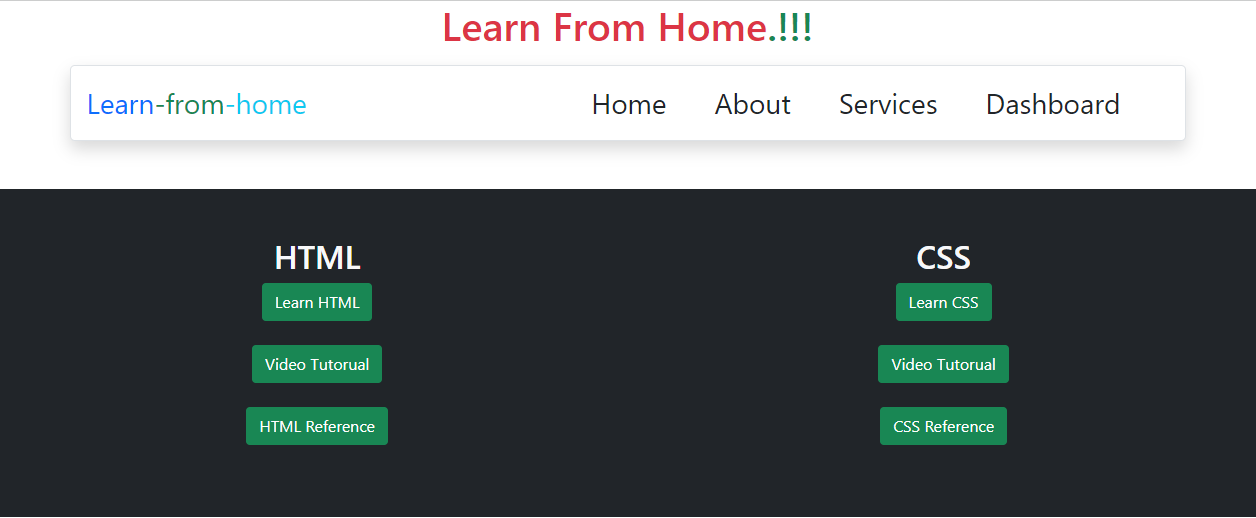 Learn From Home.!!!
Learn-from-home Home About Services Dashboard
HTML CSS
Learn HTML Learn CSS
Video Tutorual Video Tutorual
HTML Reference CSS Reference